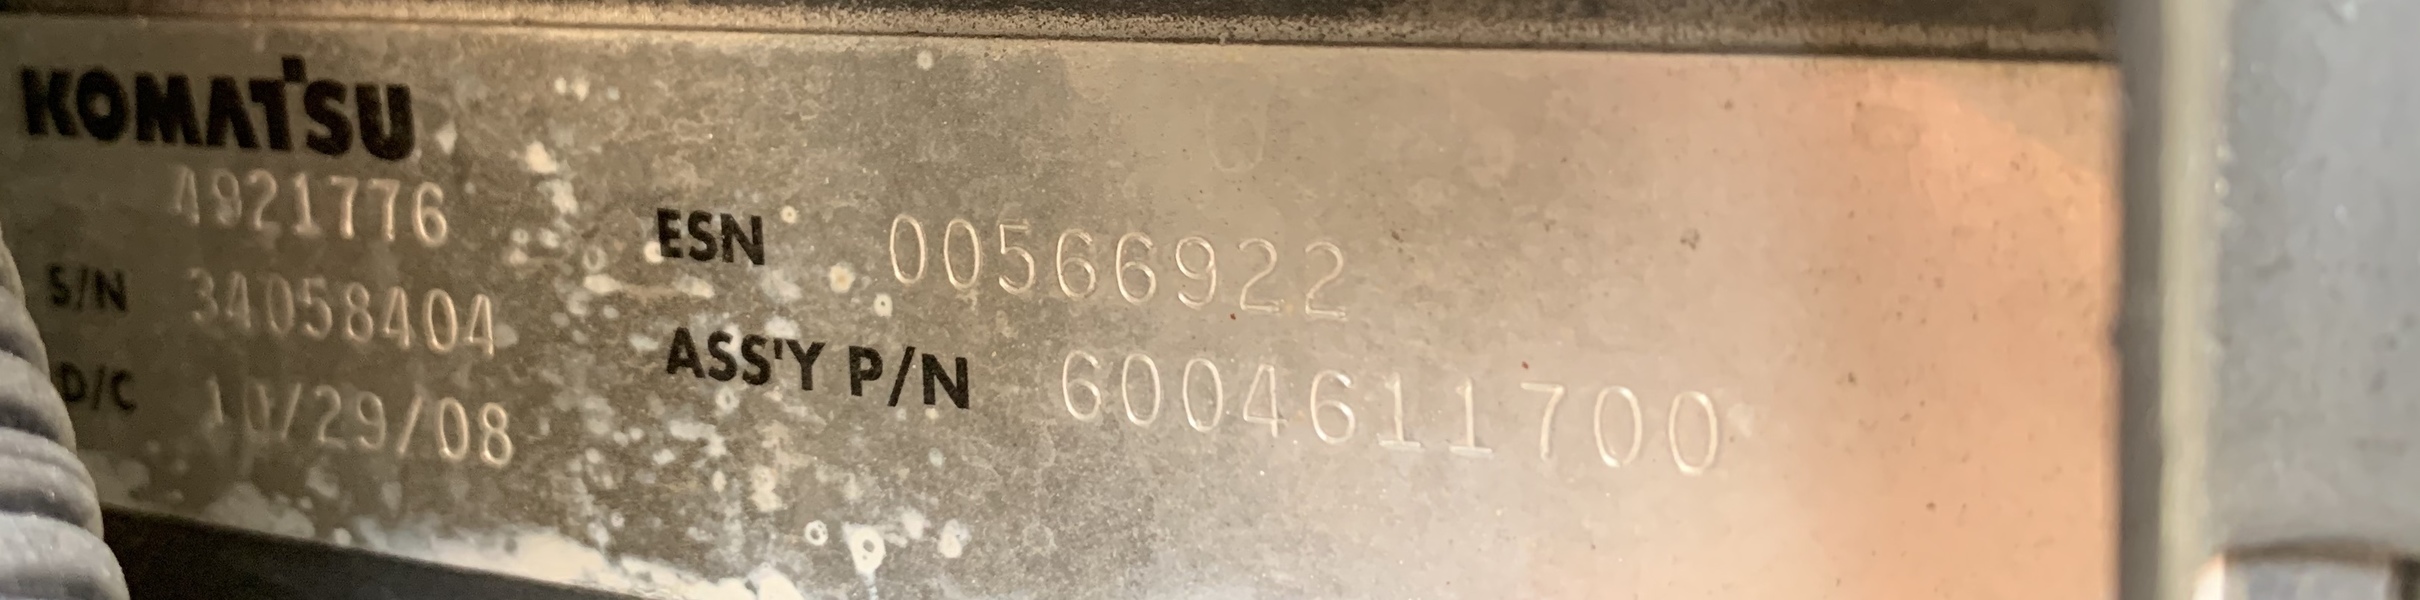 KOMATSU
4921776
S/N 34058404
D/C 10/29/08
ESN 00566922
ASS'Y P/N 6004611700